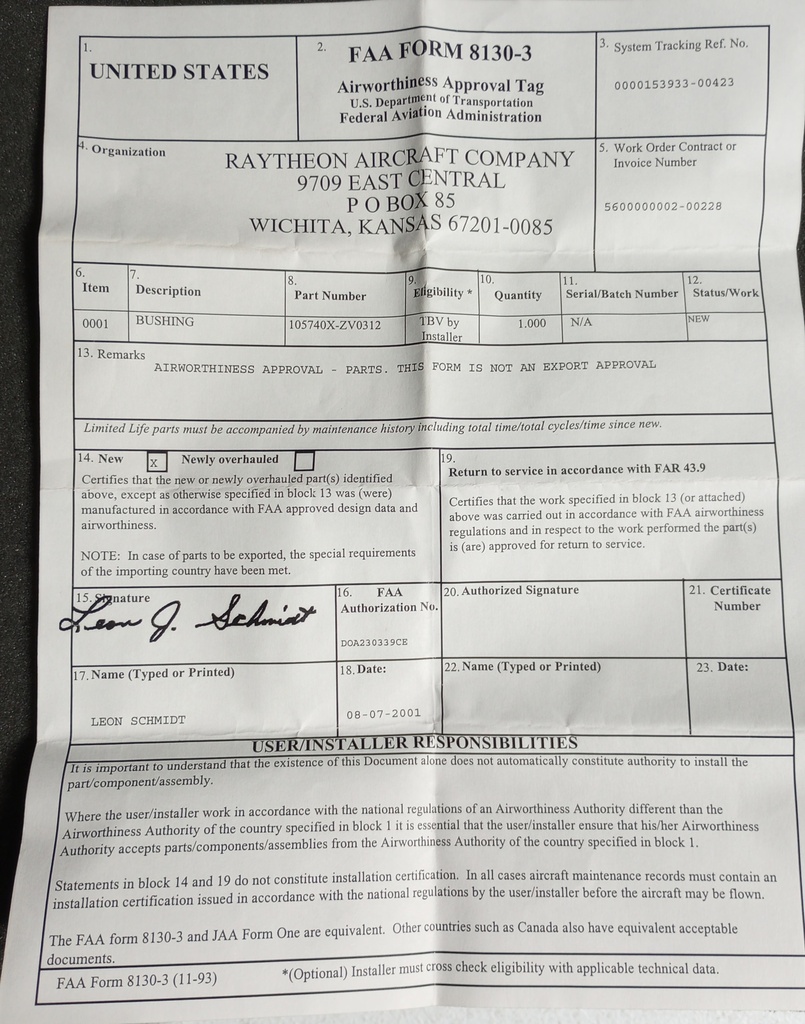 1.
UNITED STATES
2.
FAA FORM 8130-3
Airworthiness Approval Tag
U.S. Department of Transportation
Federal Aviation Administration
3. System Tracking Ref. No.
0000153933-00423
4. Organization
RAYTHEON AIRCRAFT COMPANY
9709 EAST CENTRAL
P O BOX 85
WICHITA, KANSAS 67201-0085
5. Work Order Contract or
Invoice Number
5600000002-00228
6.
Item
7.
Description
8.
Part Number
9.
Eligibility *
10.
Quantity
11.
Serial/Batch Number
12.
Status/Work
0001
BUSHING
105740X-ZV0312
TBV by
Installer
1.000
N/A
NEW
13. Remarks
AIRWORTHINESS APPROVAL - PARTS. THIS FORM IS NOT AN EXPORT APPROVAL
Limited Life parts must be accompanied by maintenance history including total time/total cycles/time since new.
14. New X Newly overhauled
Certifies that the new or newly overhauled part(s) identified
above, except as otherwise specified in block 13 was (were)
manufactured in accordance with FAA approved design data and
airworthiness.
NOTE: In case of parts to be exported, the special requirements
of the importing country have been met.
19.
Return to service in accordance with FAR 43.9
Certifies that the work specified in block 13 (or attached)
above was carried out in accordance with FAA airworthiness
regulations and in respect to the work performed the part(s)
is (are) approved for return to service.
15. Signature
Leon J. Schmidt
16. FAA
Authorization No.
DOA230339CE
20. Authorized Signature
21. Certificate
Number
17. Name (Typed or Printed)
LEON SCHMIDT
18. Date:
08-07-2001
22. Name (Typed or Printed)
23. Date:
USER/INSTALLER RESPONSIBILITIES
It is important to understand that the existence of this Document alone does not automatically constitute authority to install the
part/component/assembly.
Where the user/installer work in accordance with the national regulations of an Airworthiness Authority different than the
Airworthiness Authority of the country specified in block 1 it is essential that the user/installer ensure that his/her Airworthiness
Authority accepts parts/components/assemblies from the Airworthiness Authority of the country specified in block 1.
Statements in block 14 and 19 do not constitute installation certification. In all cases aircraft maintenance records must contain an
installation certification issued in accordance with the national regulations by the user/installer before the aircraft may be flown.
The FAA form 8130-3 and JAA Form One are equivalent. Other countries such as Canada also have equivalent acceptable
documents.
FAA Form 8130-3 (11-93)
*(Optional) Installer must cross check eligibility with applicable technical data.